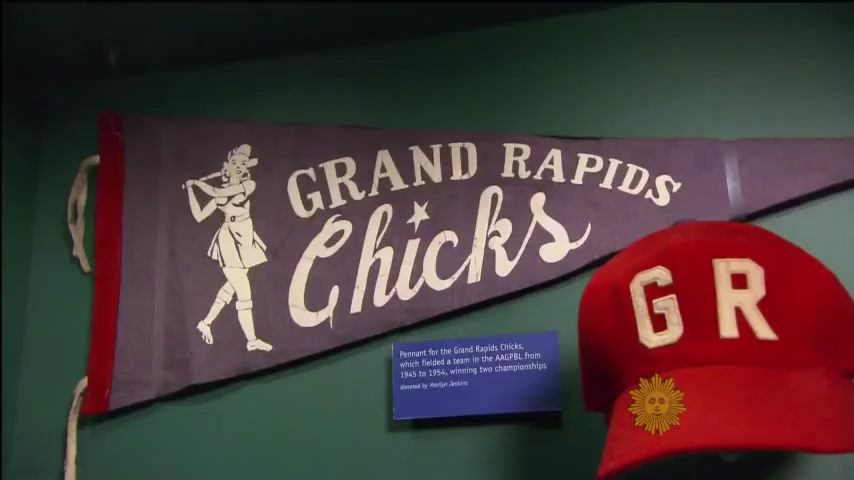 GRAND RAPIDS
Chicks
G R
Pennant for the Grand Rapids Chicks,
which fielded a team in the AAGPBL from
1945 to 1954, winning two championships
donated by Marilyn Jenkins